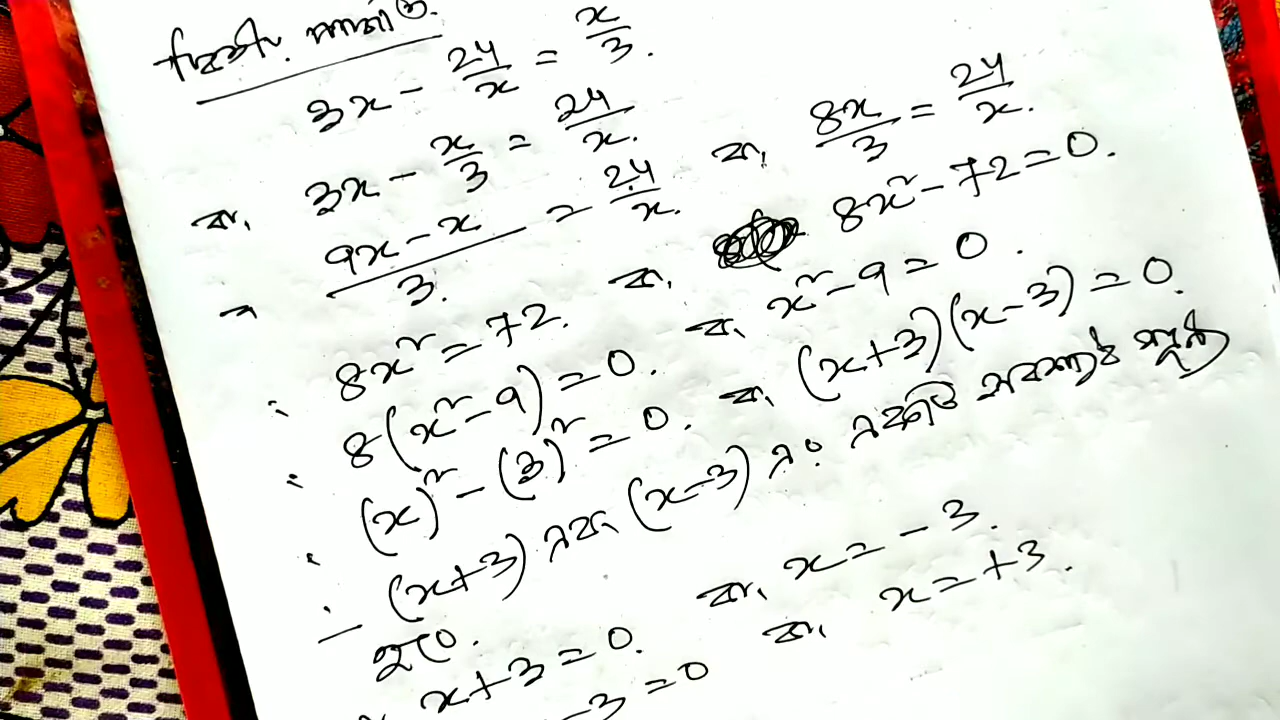 3x - 24/x = x/3.
বা, 3x - x/3 = 24/x.
⇒ (9x - x)/3. = 24/x. বা, 8x/3 = 24/x.
∴ 8x² = 72. বা, 8x² - 72 = 0.
= 8(x² - 9) = 0. বা, x² - 9 = 0.
∴ (x)² - (3)² = 0. বা, (x+3)(x-3) = 0.
∴ (x+3) এবং (x-3) এর একটি অবশ্যই শূন্য
হবে.
x+3 = 0. বা, x = - 3.
- 3 = 0 বা, x = +3.